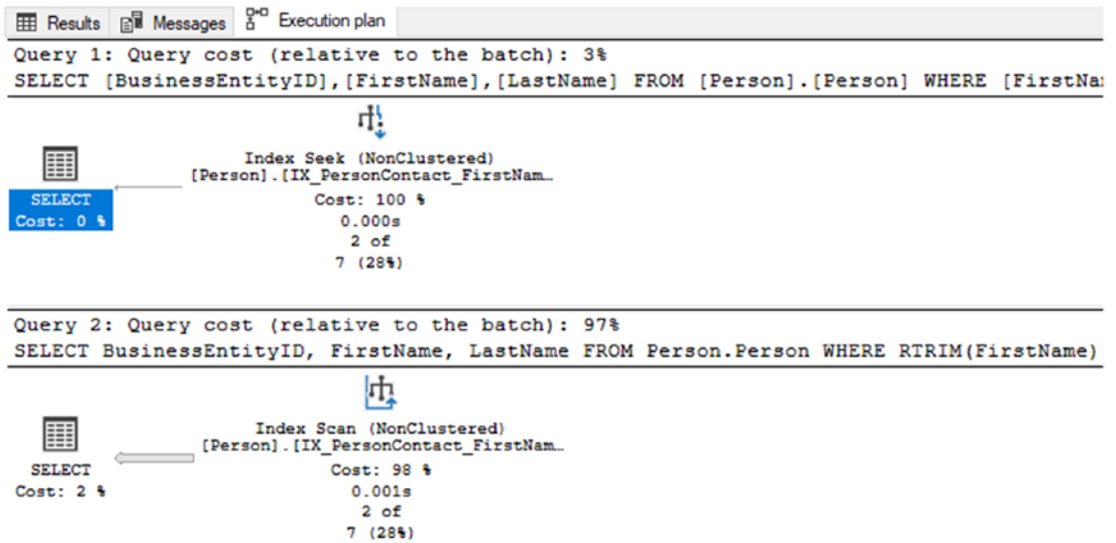 Results Messages Execution plan
Query 1: Query cost (relative to the batch): 3%
SELECT [BusinessEntityID],[FirstName],[LastName] FROM [Person].[Person] WHERE [FirstNa
Index Seek (NonClustered)
[Person].[IX_PersonContact_FirstNam…
SELECT
Cost: 0 %
Cost: 100 %
0.000s
2 of
7 (28%)
Query 2: Query cost (relative to the batch): 97%
SELECT BusinessEntityID, FirstName, LastName FROM Person.Person WHERE RTRIM(FirstName)
Index Scan (NonClustered)
[Person].[IX_PersonContact_FirstNam…
SELECT
Cost: 2 %
Cost: 98 %
0.001s
2 of
7 (28%)